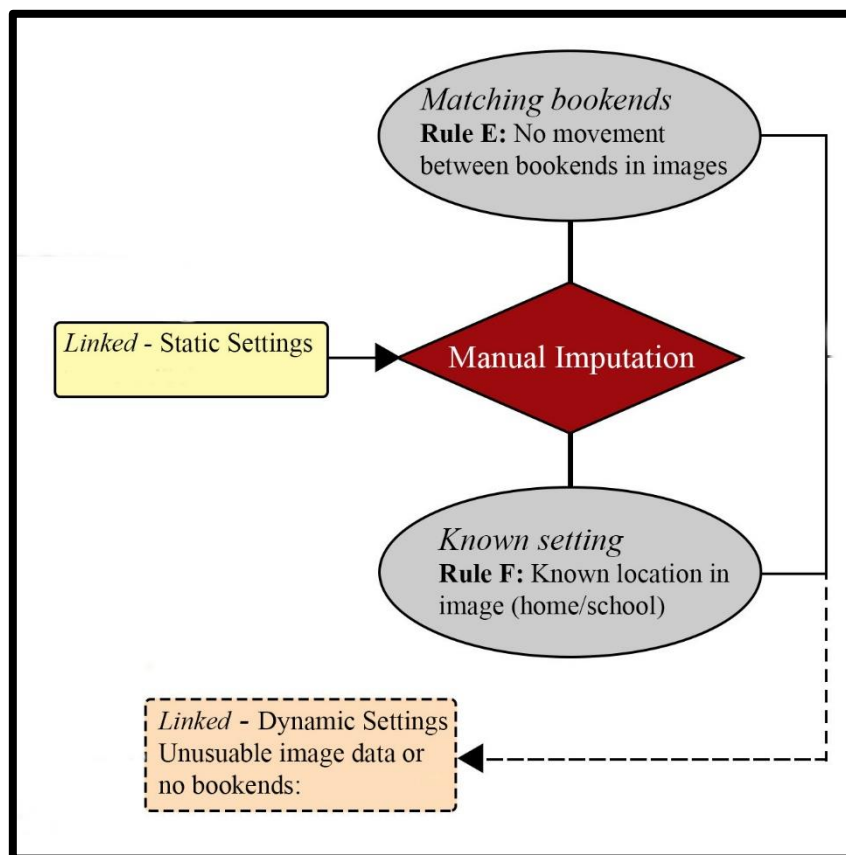 Matching bookends
Rule E: No movement
between bookends in images
Linked - Static Settings
Manual Imputation
Known setting
Rule F: Known location in
image (home/school)
Linked - Dynamic Settings
Unusuable image data or
no bookends: